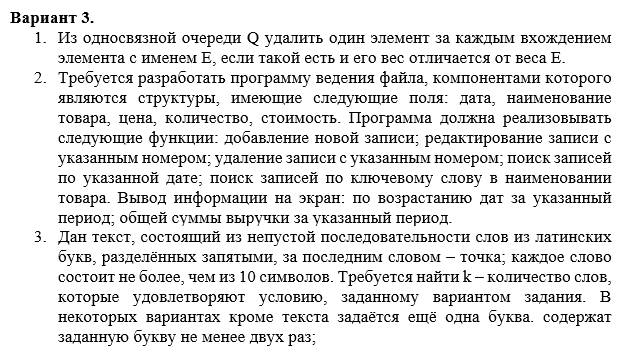 Вариант 3.
1. Из односвязной очереди Q удалить один элемент за каждым вхождением
элемента с именем E, если такой есть и его вес отличается от веса E.
2. Требуется разработать программу ведения файла, компонентами которого
являются структуры, имеющие следующие поля: дата, наименование
товара, цена, количество, стоимость. Программа должна реализовывать
следующие функции: добавление новой записи; редактирование записи с
указанным номером; удаление записи с указанным номером; поиск записей
по указанной дате; поиск записей по ключевому слову в наименовании
товара. Вывод информации на экран: по возрастанию дат за указанный
период; общей суммы выручки за указанный период.
3. Дан текст, состоящий из непустой последовательности слов из латинских
букв, разделённых запятыми, за последним словом – точка; каждое слово
состоит не более, чем из 10 символов. Требуется найти k – количество слов,
которые удовлетворяют условию, заданному вариантом задания. В
некоторых вариантах кроме текста задаётся ещё одна буква. содержат
заданную букву не менее двух раз;